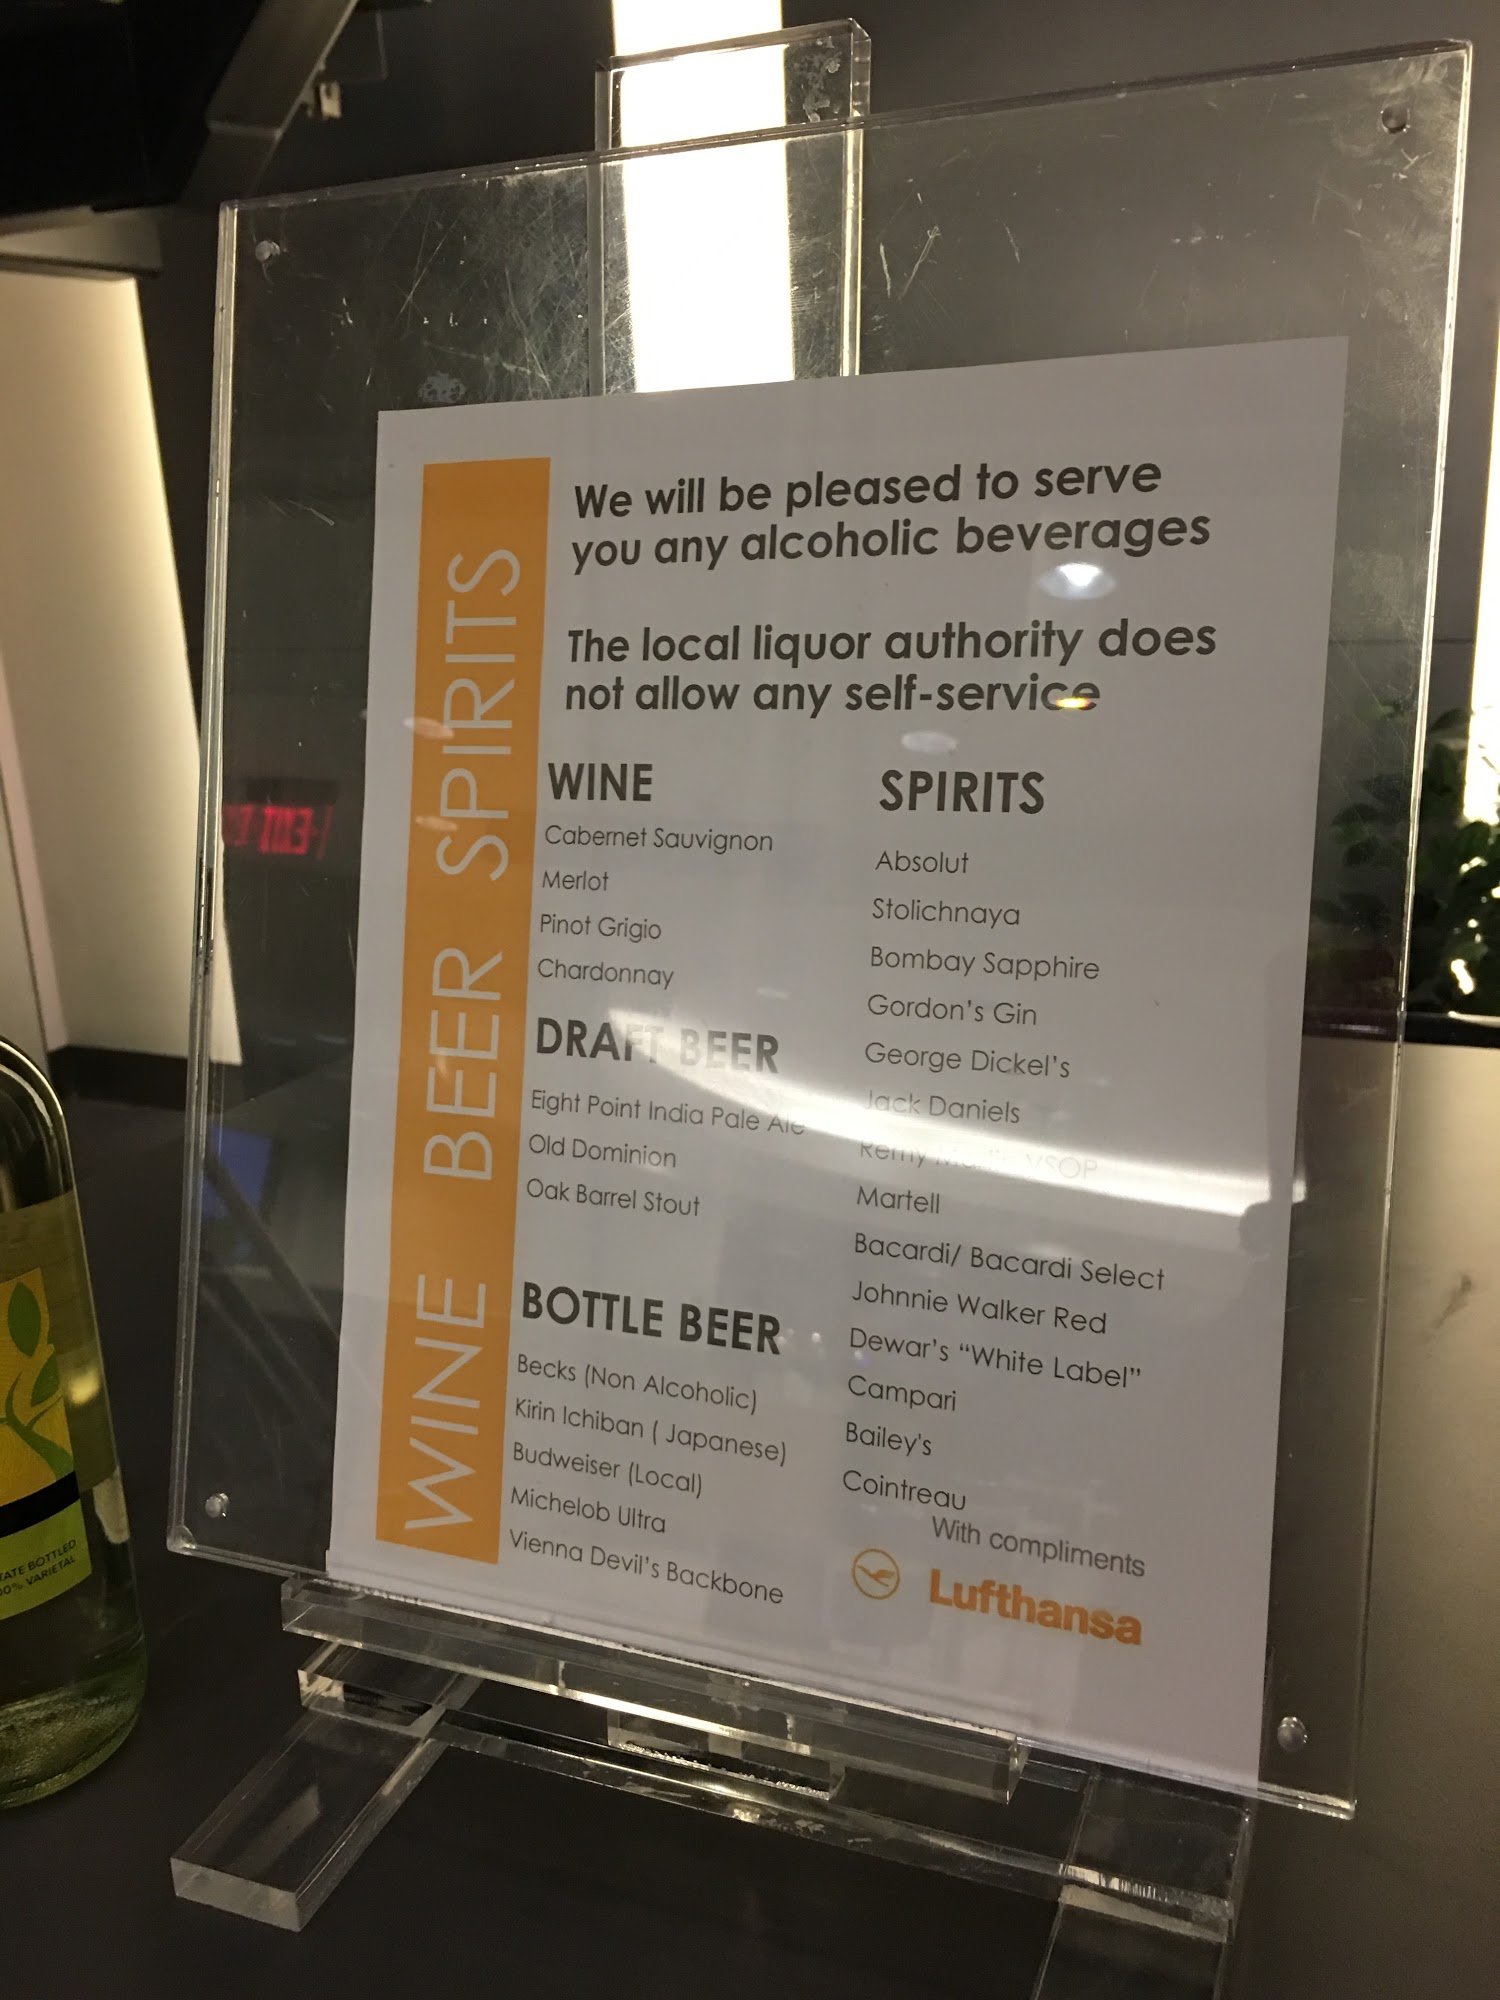 WINE BEER SPIRITS
We will be pleased to serve
you any alcoholic beverages
The local liquor authority does
not allow any self-service
WINE
Cabernet Sauvignon
Merlot
Pinot Grigio
Chardonnay
DRAFT BEER
Eight Point India Pale Ale
Old Dominion
Oak Barrel Stout
BOTTLE BEER
Becks (Non Alcoholic)
Kirin Ichiban ( Japanese)
Budweiser (Local)
Michelob Ultra
Vienna Devil's Backbone
SPIRITS
Absolut
Stolichnaya
Bombay Sapphire
Gordon's Gin
George Dickel's
Jack Daniels
Remy VSOP
Martell
Bacardi/ Bacardi Select
Johnnie Walker Red
Dewar's “White Label”
Campari
Bailey's
Cointreau
With compliments
Lufthansa
BOTTLED
VARIETAL